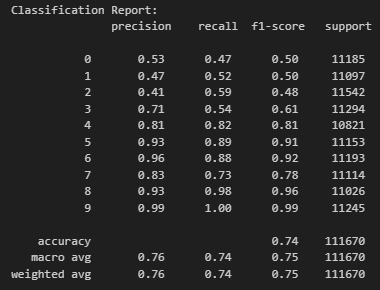 Classification Report:
precision recall f1-score support
0 0.53 0.47 0.50 11185
1 0.47 0.52 0.50 11097
2 0.41 0.59 0.48 11542
3 0.71 0.54 0.61 11294
4 0.81 0.82 0.81 10821
5 0.93 0.89 0.91 11153
6 0.96 0.88 0.92 11193
7 0.83 0.73 0.78 11114
8 0.93 0.98 0.96 11026
9 0.99 1.00 0.99 11245
accuracy 0.74 111670
macro avg 0.76 0.74 0.75 111670
weighted avg 0.76 0.74 0.75 111670